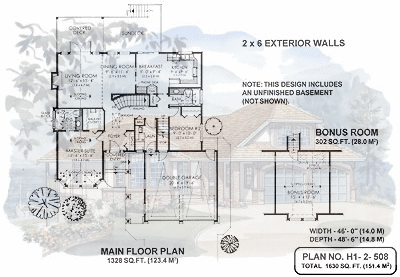 COVERED
DECK
SUNDECK
2 x 6 EXTERIOR WALLS
DINING ROOM
BREAKFAST
KITCHEN
LIVING ROOM
NOTE: THIS DESIGN INCLUDES
AN UNFINISHED BASEMENT
(NOT SHOWN).
BEDROOM #2
FOYER
MASTER SUITE
DOUBLE GARAGE
BONUS ROOM
302 SQ.FT. (28.0 M²)
BONUS ROOM
WIDTH - 46'- 0" (14.0 M)
DEPTH - 48'- 6" (14.8 M)
MAIN FLOOR PLAN
1328 SQ.FT. (123.4 M²)
PLAN NO. H1- 2- 508
TOTAL 1630 SQ. FT. (151.4 M²)